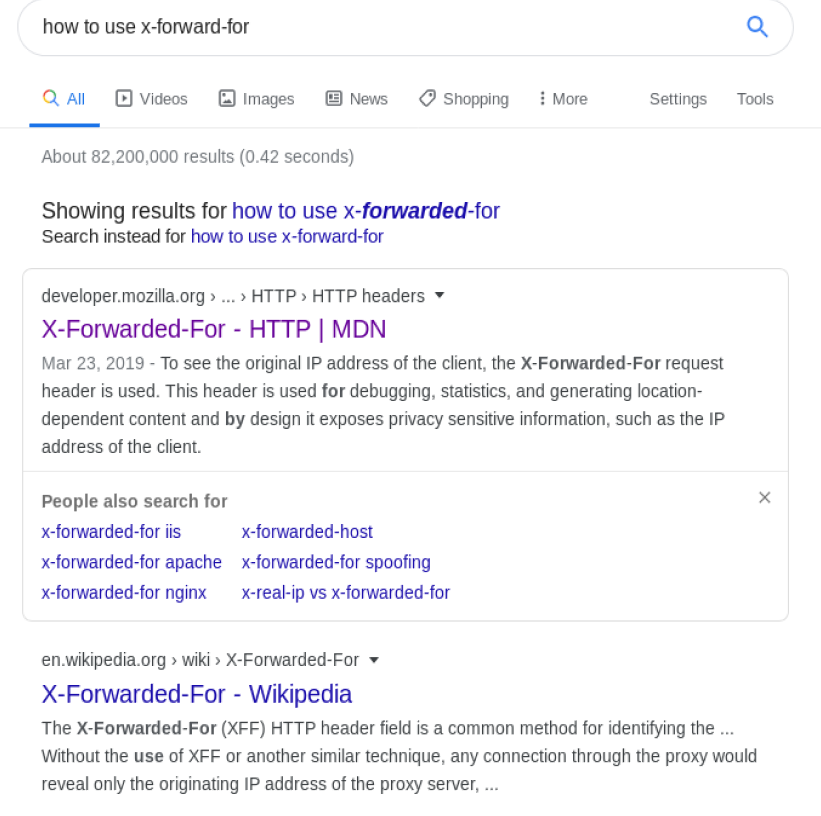 how to use x-forward-for
All Videos Images News Shopping More Settings Tools
About 82,200,000 results (0.42 seconds)
Showing results for how to use x-forwarded-for
Search instead for how to use x-forward-for
developer.mozilla.org › ... › HTTP › HTTP headers
X-Forwarded-For - HTTP | MDN
Mar 23, 2019 - To see the original IP address of the client, the X-Forwarded-For request
header is used. This header is used for debugging, statistics, and generating location-
dependent content and by design it exposes privacy sensitive information, such as the IP
address of the client.
People also search for
x-forwarded-for iis x-forwarded-host
x-forwarded-for apache x-forwarded-for spoofing
x-forwarded-for nginx x-real-ip vs x-forwarded-for
en.wikipedia.org › wiki › X-Forwarded-For
X-Forwarded-For - Wikipedia
The X-Forwarded-For (XFF) HTTP header field is a common method for identifying the ...
Without the use of XFF or another similar technique, any connection through the proxy would
reveal only the originating IP address of the proxy server, ...